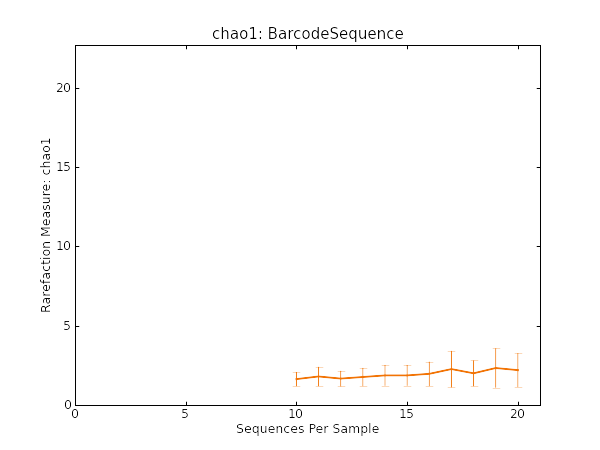 chao1: BarcodeSequence
Rarefaction Measure: chao1
20
15
10
5
0
0 5 10 15 20
Sequences Per Sample